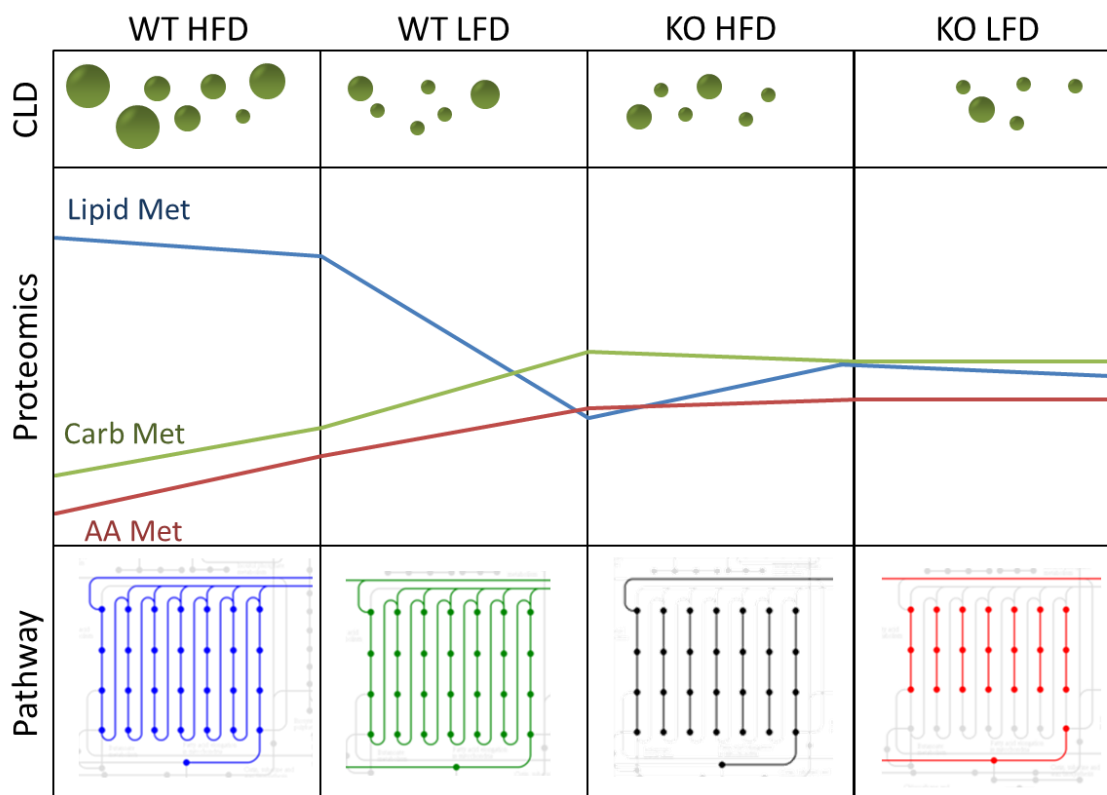 WT HFD
WT LFD
KO HFD
KO LFD
CLD
Proteomics
Lipid Met
Carb Met
AA Met
Pathway